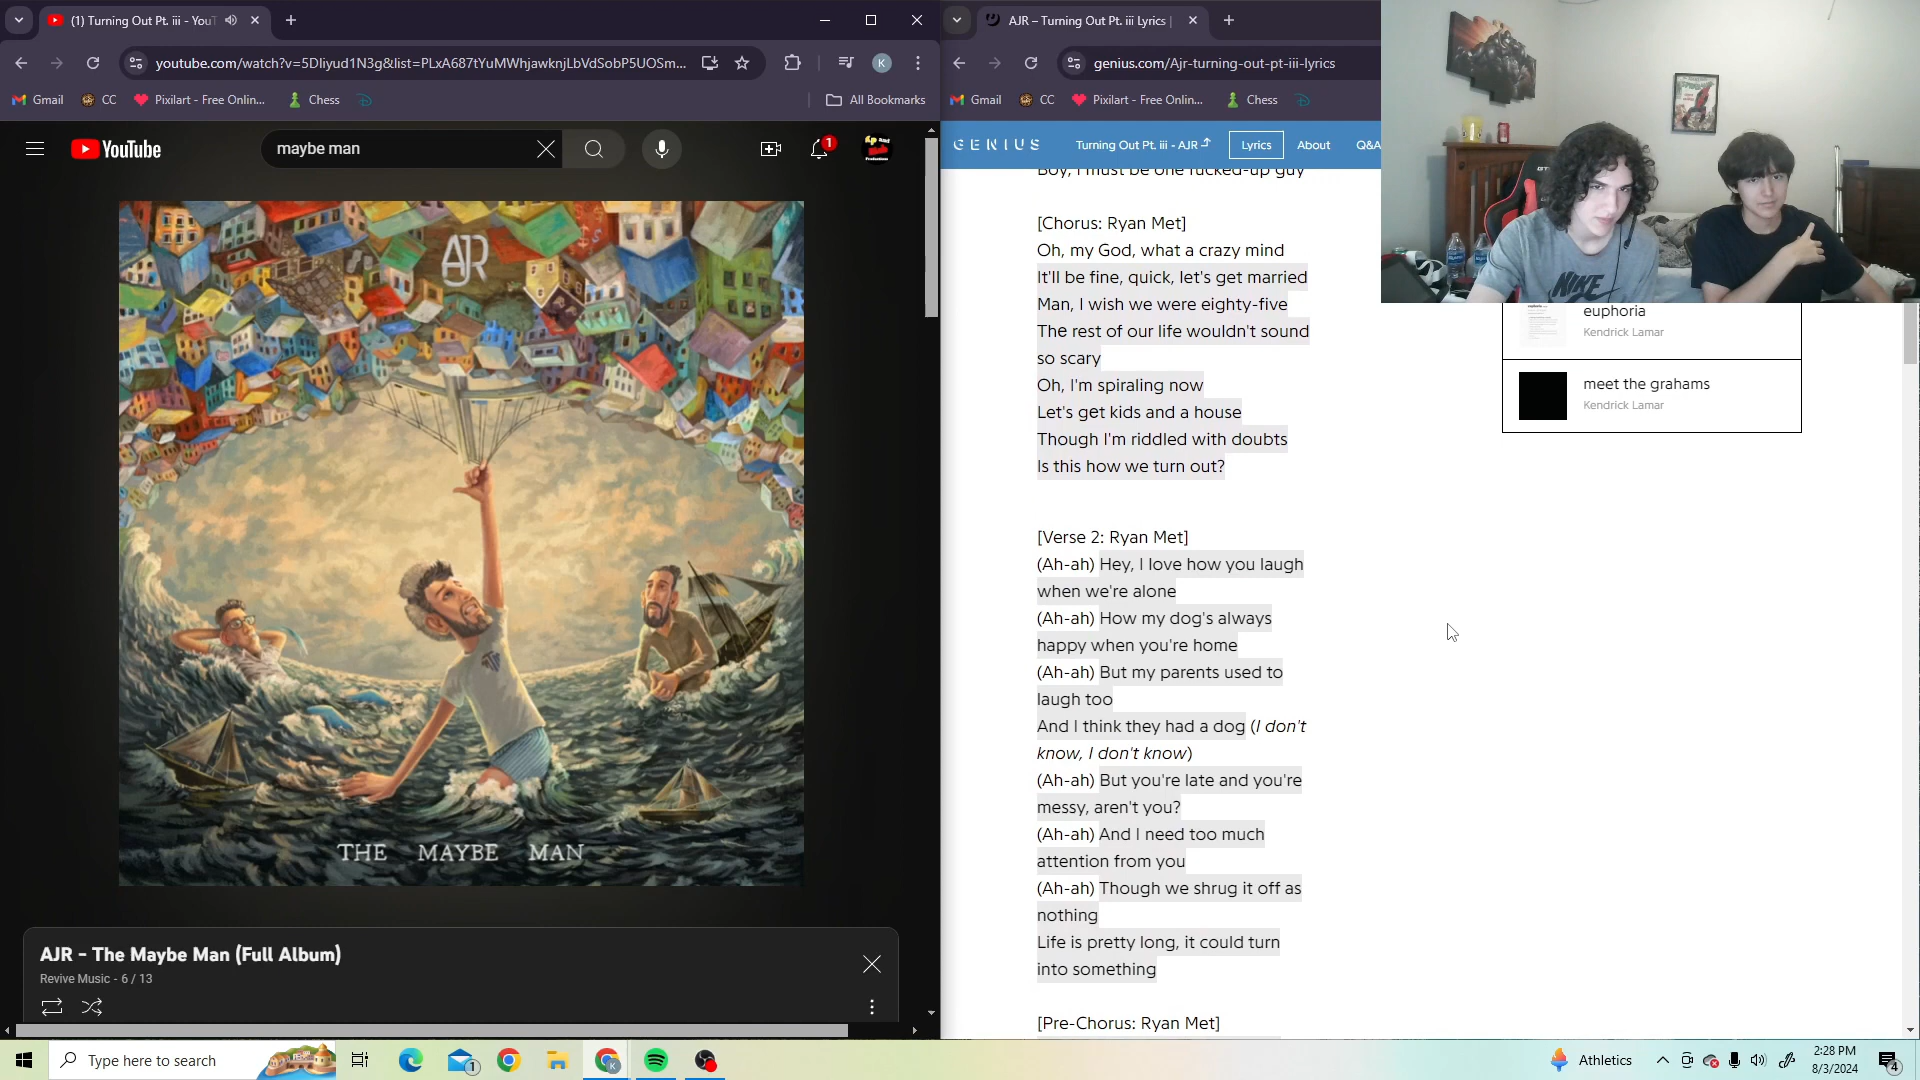 (1) Turning Out Pt. iii - YouT
AJR – Turning Out Pt. iii Lyrics |
youtube.com/watch?v=5DIiyud1N3g&list=PLxA687tYuMWhjawknjLbVdSobP5UOSm...
K
genius.com/Ajr-turning-out-pt-iii-lyrics
Gmail
CC
Pixilart - Free Onlin...
Chess
All Bookmarks
Gmail
CC
Pixilart - Free Onlin...
Chess
YouTube
maybe man
1
GENIUS
Turning Out Pt. iii - AJR
Lyrics
About
Q&A
Boy, I must be one fucked-up guy
[Chorus: Ryan Met]
Oh, my God, what a crazy mind
It'll be fine, quick, let's get married
Man, I wish we were eighty-five
The rest of our life wouldn't sound
so scary
Oh, I'm spiraling now
Let's get kids and a house
Though I'm riddled with doubts
Is this how we turn out?
[Verse 2: Ryan Met]
(Ah-ah) Hey, I love how you laugh
when we're alone
(Ah-ah) How my dog's always
happy when you're home
(Ah-ah) But my parents used to
laugh too
And I think they had a dog (I don't
know, I don't know)
(Ah-ah) But you're late and you're
messy, aren't you?
(Ah-ah) And I need too much
attention from you
(Ah-ah) Though we shrug it off as
nothing
Life is pretty long, it could turn
into something
[Pre-Chorus: Ryan Met]
euphoria
Kendrick Lamar
meet the grahams
Kendrick Lamar
NIKE
AJR
THE MAYBE MAN
AJR - The Maybe Man (Full Album)
Revive Music - 6 / 13
Type here to search
1
K
Athletics
2:28 PM
8/3/2024
4